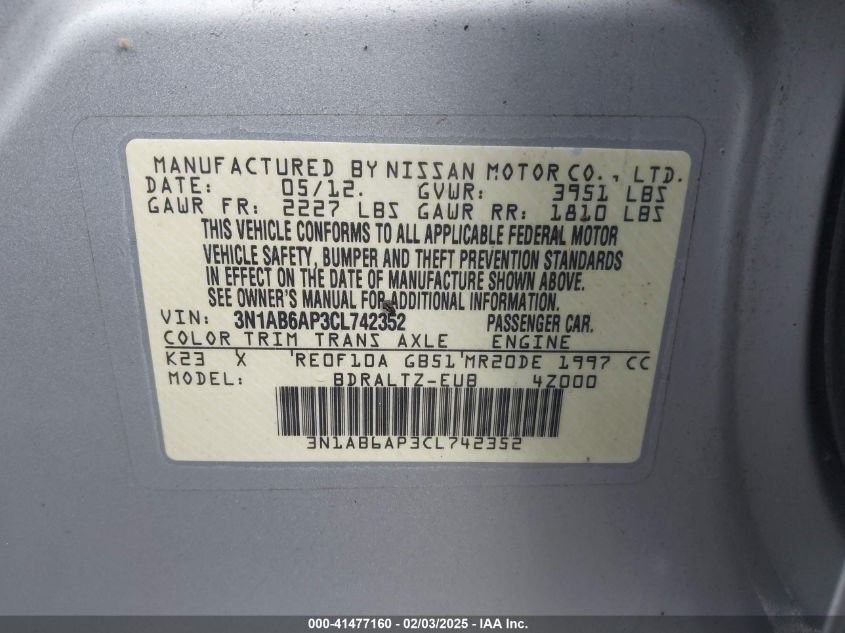 MANUFACTURED BY NISSAN MOTOR CO., LTD.
DATE: 05/12. GVWR: 3951 LBS
GAWR FR: 2227 LBS GAWR RR: 1810 LBS
THIS VEHICLE CONFORMS TO ALL APPLICABLE FEDERAL MOTOR
VEHICLE SAFETY, BUMPER AND THEFT PREVENTION STANDARDS
IN EFFECT ON THE DATE OF MANUFACTURE SHOWN ABOVE.
SEE OWNER'S MANUAL FOR ADDITIONAL INFORMATION.
VIN: 3N1AB6AP3CL742352 PASSENGER CAR.
COLOR TRIM TRANS AXLE ENGINE
K23 X RE0F10A GB51 MR20DE 1997 CC
MODEL: BDRALTZ-EUB 4Z000
3N1AB6AP3CL742352
000-41477160 - 02/03/2025 - IAA Inc.